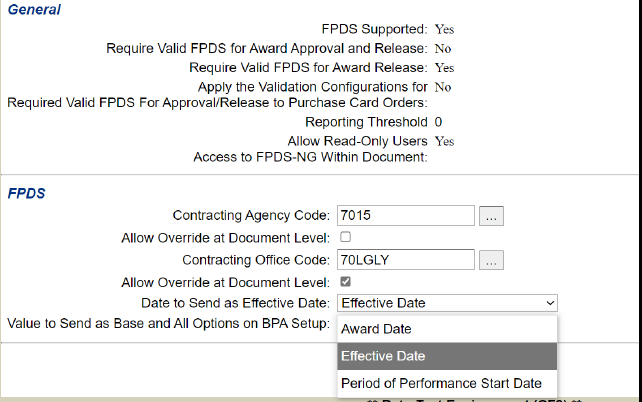 General
FPDS Supported: Yes
Require Valid FPDS for Award Approval and Release: No
Require Valid FPDS for Award Release: Yes
Apply the Validation Configurations for No
Required Valid FPDS For Approval/Release to Purchase Card Orders:
Reporting Threshold 0
Allow Read-Only Users Yes
Access to FPDS-NG Within Document:
FPDS
Contracting Agency Code: 7015 ...
Allow Override at Document Level:
Contracting Office Code: 70LGLY ...
Allow Override at Document Level:
Date to Send as Effective Date: Effective Date
Value to Send as Base and All Options on BPA Setup:
Award Date
Effective Date
Period of Performance Start Date